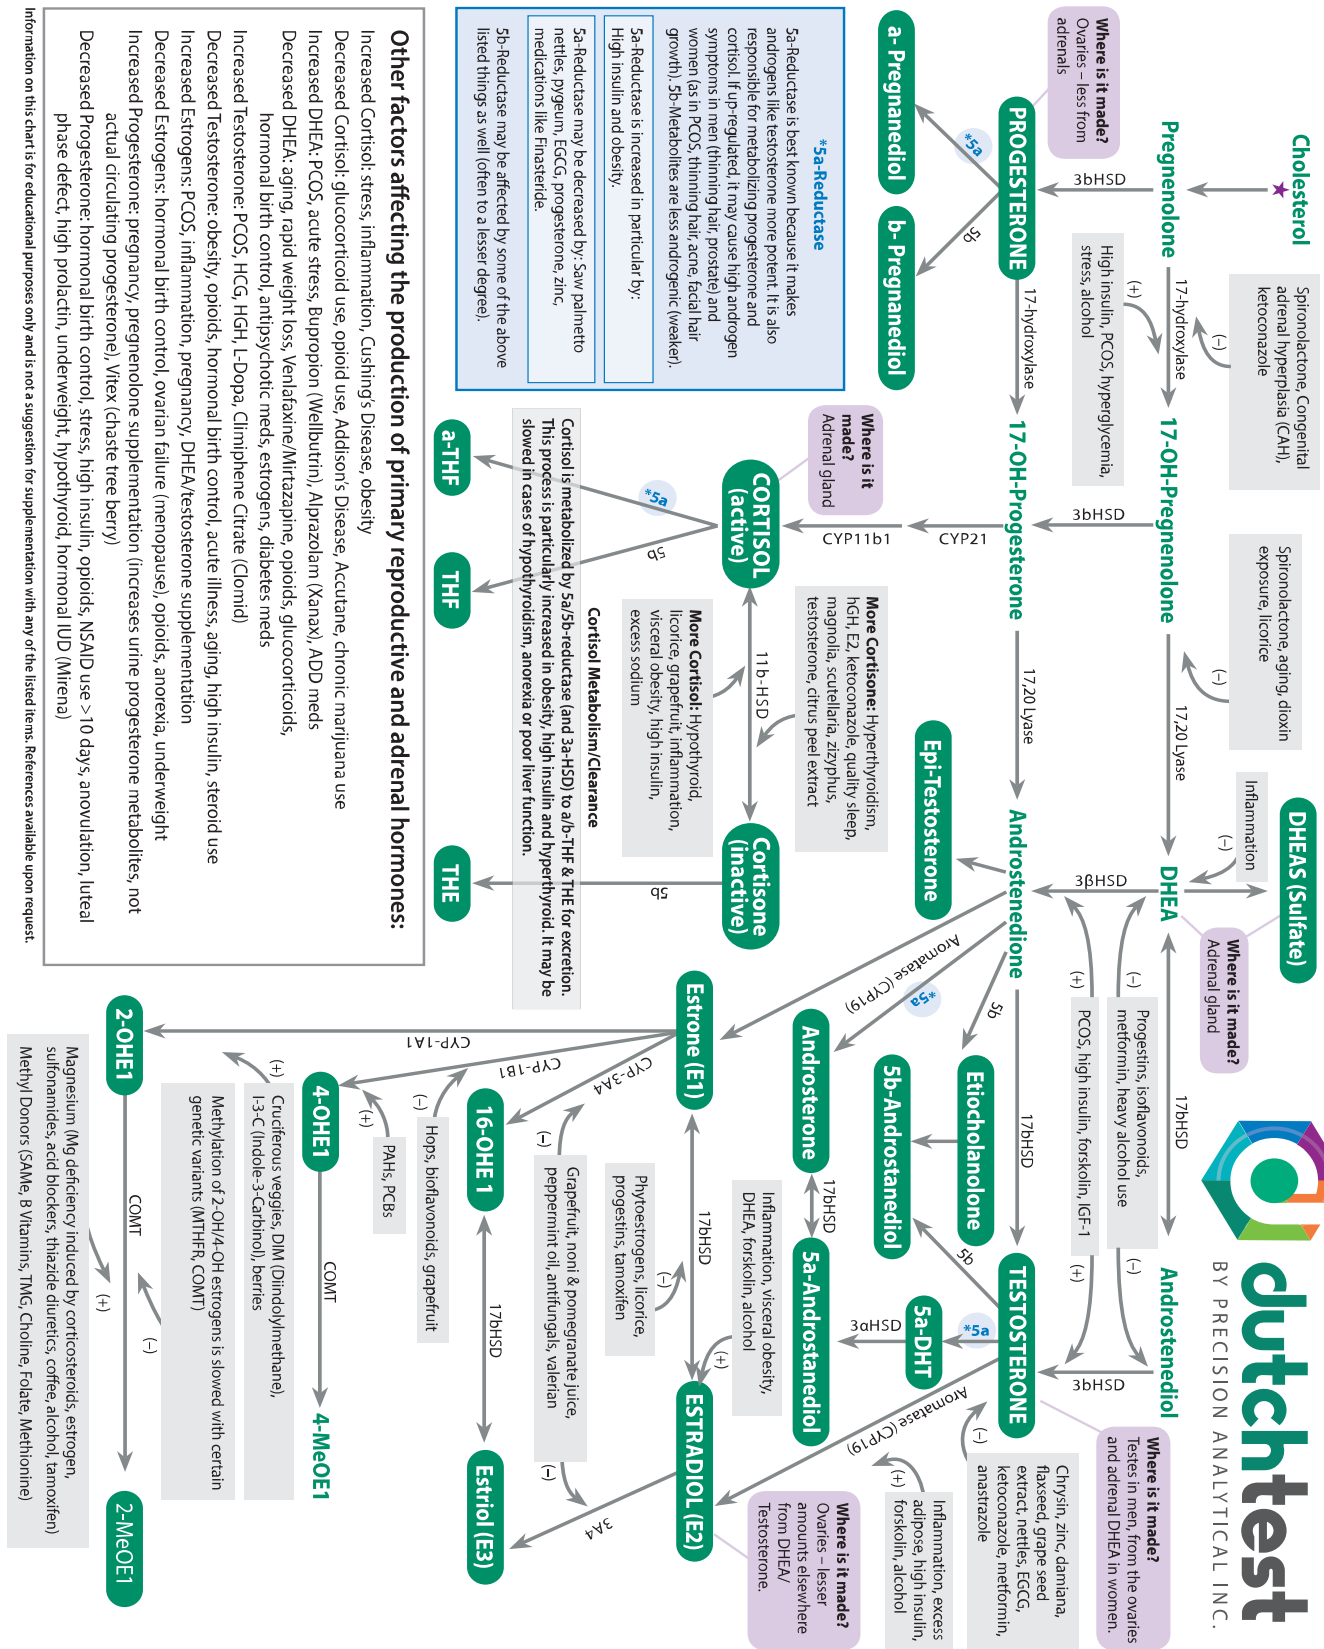 Cholesterol
Pregnenolone
3bHSD
17-hydroxylase
Spironolactone, Congenital
adrenal hyperplasia (CAH),
ketoconazole
(–)
(+)
High insulin, PCOS, hyperglycemia,
stress, alcohol
17-OH-Pregnenolone
3bHSD
17,20 Lyase
Spironolactone, aging, dioxin
exposure, licorice
(–)
DHEAS (Sulfate)
Inflammation
(–)
DHEA
Where is it made?
Adrenal gland
3βHSD
17bHSD
(–)
Progestins, isoflavonoids,
metformin, heavy alcohol use
(–)
(+)
PCOS, high insulin, forskolin, IGF-1
(+)
Androstenediol
3bHSD
dutchtest
BY PRECISION ANALYTICAL INC.
Where is it made?
Ovaries – less from
adrenals
PROGESTERONE
17-hydroxylase
*5a
5b
a- Pregnanediol
b- Pregnanediol
17-OH-Progesterone
17,20 Lyase
CYP21
CYP11b1
Androstenedione
Epi-Testosterone
Aromatase (CYP19)
*5a
5b
17bHSD
Etiocholanolone
5b-Androstanediol
5b
TESTOSTERONE
Where is it made?
Testes in men, from the ovaries
and adrenal DHEA in women.
*5a
5a-DHT
3αHSD
Androsterone
17bHSD
5a-Androstanediol
Aromatase (CYP19)
(–)
Chrysin, zinc, damiana,
flaxseed, grape seed
extract, nettles, EGCG,
ketoconazole, metformin,
anastrazole
(+)
Inflammation, excess
adipose, high insulin,
forskolin, alcohol
*5a-Reductase
5a-Reductase is best known because it makes
androgens like testosterone more potent. It is also
responsible for metabolizing progesterone and
cortisol. If up-regulated, it may cause high androgen
symptoms in men (thinning hair, prostate) and
women (as in PCOS, thinning hair, acne, facial hair
growth). 5b-Metabolites are less androgenic (weaker).
5a-Reductase is increased in particular by:
High insulin and obesity.
5a-Reductase may be decreased by: Saw palmetto
nettles, pygeum, EGCG, progesterone, zinc,
medications like Finasteride.
5b-Reductase may be affected by some of the above
listed things as well (often to a lesser degree).
Where is it
made?
Adrenal gland
CORTISOL
(active)
*5a
5b
a-THF
THF
11b-HSD
More Cortisone: Hyperthyroidism,
hGH, E2, ketoconazole, quality sleep,
magnolia, scutellaria, zizyphus,
testosterone, citrus peel extract
More Cortisol: Hypothyroid,
licorice, grapefruit, inflammation,
visceral obesity, high insulin,
excess sodium
Cortisone
(inactive)
5b
THE
Cortisol Metabolism/Clearance
Cortisol is metabolized by 5a/5b-reductase (and 3a-HSD) to a/b-THF & THE for excretion.
This process is particularly increased in obesity, high insulin and hyperthyroid. It may be
slowed in cases of hypothyroidism, anorexia or poor liver function.
Estrone (E1)
17bHSD
Inflammation, visceral obesity,
DHEA, forskolin, alcohol
(+)
(–)
Phytoestrogens, licorice,
progestins, tamoxifen
ESTRADIOL (E2)
Where is it made?
Ovaries – lesser
amounts elsewhere
from DHEA/
Testosterone.
CYP-3A4
CYP-1B1
CYP-1A1
(–)
Grapefruit, noni & pomegranate juice,
peppermint oil, antifungals, valerian
(–)
3A4
16-OHE 1
17bHSD
Estriol (E3)
(–)
Hops, bioflavonoids, grapefruit
(+)
PAHs, PCBs
4-OHE1
COMT
4-MeOE1
(+)
Cruciferous veggies, DIM (Diindolylmethane),
I-3-C (Indole-3-Carbinol), berries
Methylation of 2-OH/4-OH estrogens is slowed with certain
genetic variants (MTHFR, COMT)
2-OHE1
COMT
(–)
(+)
2-MeOE1
Magnesium (Mg deficiency induced by corticosteroids, estrogen,
sulfonamides, acid blockers, thiazide diuretics, coffee, alcohol, tamoxifen)
Methyl Donors (SAMe, B Vitamins, TMG, Choline, Folate, Methionine)
Other factors affecting the production of primary reproductive and adrenal hormones:
Increased Cortisol: stress, inflammation, Cushing's Disease, obesity
Decreased Cortisol: glucocorticoid use, opioid use, Addison's Disease, Accutane, chronic marijuana use
Increased DHEA: PCOS, acute stress, Bupropion (Wellbutrin), Alprazolam (Xanax), ADD meds
Decreased DHEA: aging, rapid weight loss, Venlafaxine/Mirtazapine, opioids, glucocorticoids,
hormonal birth control, antipsychotic meds, estrogens, diabetes meds
Increased Testosterone: PCOS, HCG, HGH, L-Dopa, Climiphene Citrate (Clomid)
Decreased Testosterone: obesity, opioids, hormonal birth control, acute illness, aging, high insulin, steroid use
Increased Estrogens: PCOS, inflammation, pregnancy, DHEA/testosterone supplementation
Decreased Estrogens: hormonal birth control, ovarian failure (menopause), opioids, anorexia, underweight
Increased Progesterone: pregnancy, pregnenolone supplementation (increases urine progesterone metabolites, not
actual circulating progesterone), Vitex (chaste tree berry)
Decreased Progesterone: hormonal birth control, stress, high insulin, opioids, NSAID use > 10 days, anovulation, luteal
phase defect, high prolactin, underweight, hypothyroid, hormonal IUD (Mirena)
Information on this chart is for educational purposes only and is not a suggestion for supplementation with any of the listed items. References available upon request.